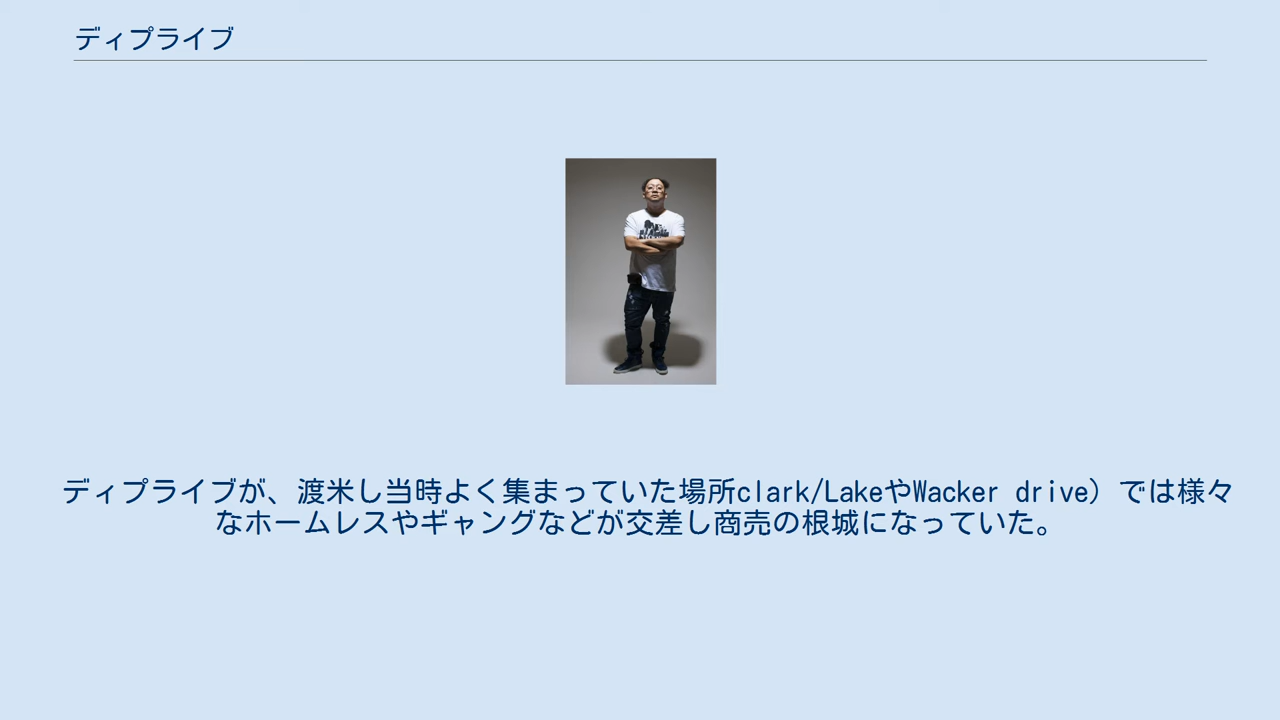 ディプライブ
ディプライブが、渡米し当時よく集まっていた場所clark/LakeやWacker drive）では様々
なホームレスやギャングなどが交差し商売の根城になっていた。